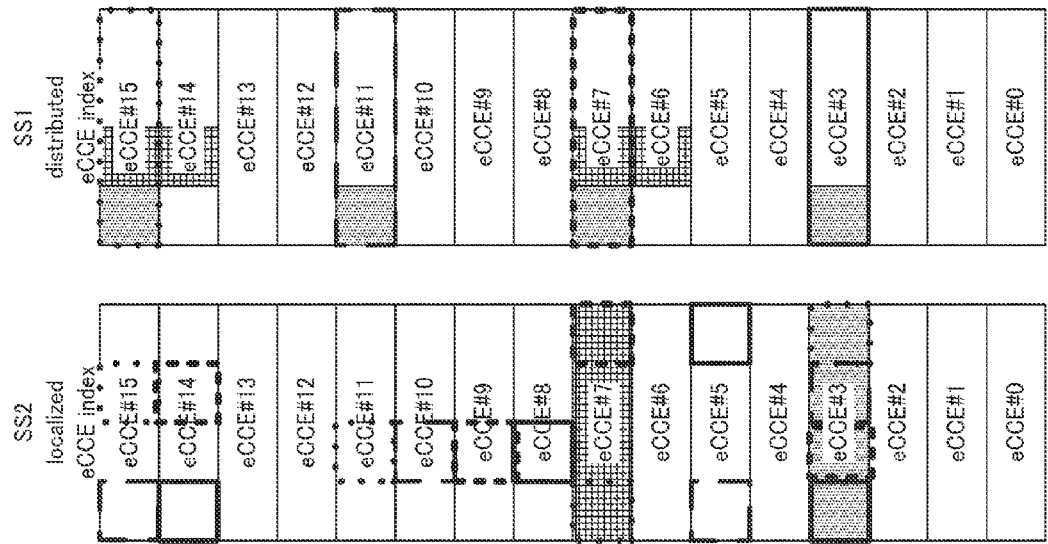 SS1
distributed
eCCE index
eCCE#15
eCCE#14
eCCE#13
eCCE#12
eCCE#11
eCCE#10
eCCE#9
eCCE#8
eCCE#7
eCCE#6
eCCE#5
eCCE#4
eCCE#3
eCCE#2
eCCE#1
eCCE#0
SS2
localized
eCCE index
eCCE#15
eCCE#14
eCCE#13
eCCE#12
eCCE#11
eCCE#10
eCCE#9
eCCE#8
eCCE#7
eCCE#6
eCCE#5
eCCE#4
eCCE#3
eCCE#2
eCCE#1
eCCE#0